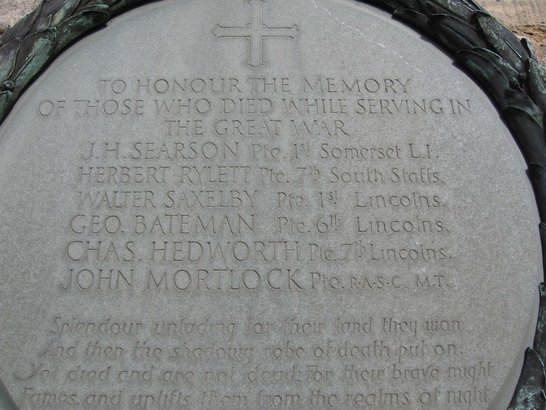 TO HONOUR THE MEMORY
OF THOSE WHO DIED WHILE SERVING IN
THE GREAT WAR
J.H. SEARSON Pte. 1st Somerset L.I.
HERBERT RYLETT Pte. 7th South Staffs.
WALTER SAXELBY Pte. 1st Lincolns.
GEO. BATEMAN Pte. 6th Lincolns.
CHAS. HEDWORTH Pte. 7th Lincolns.
JOHN MORTLOCK Pte. R·A·S·C· M.T.
Splendour unfading for their land they won
And then the shadowy robe of death put on.
Yet died and are not dead; for their brave might
Fames, and uplifts them from the realms of night